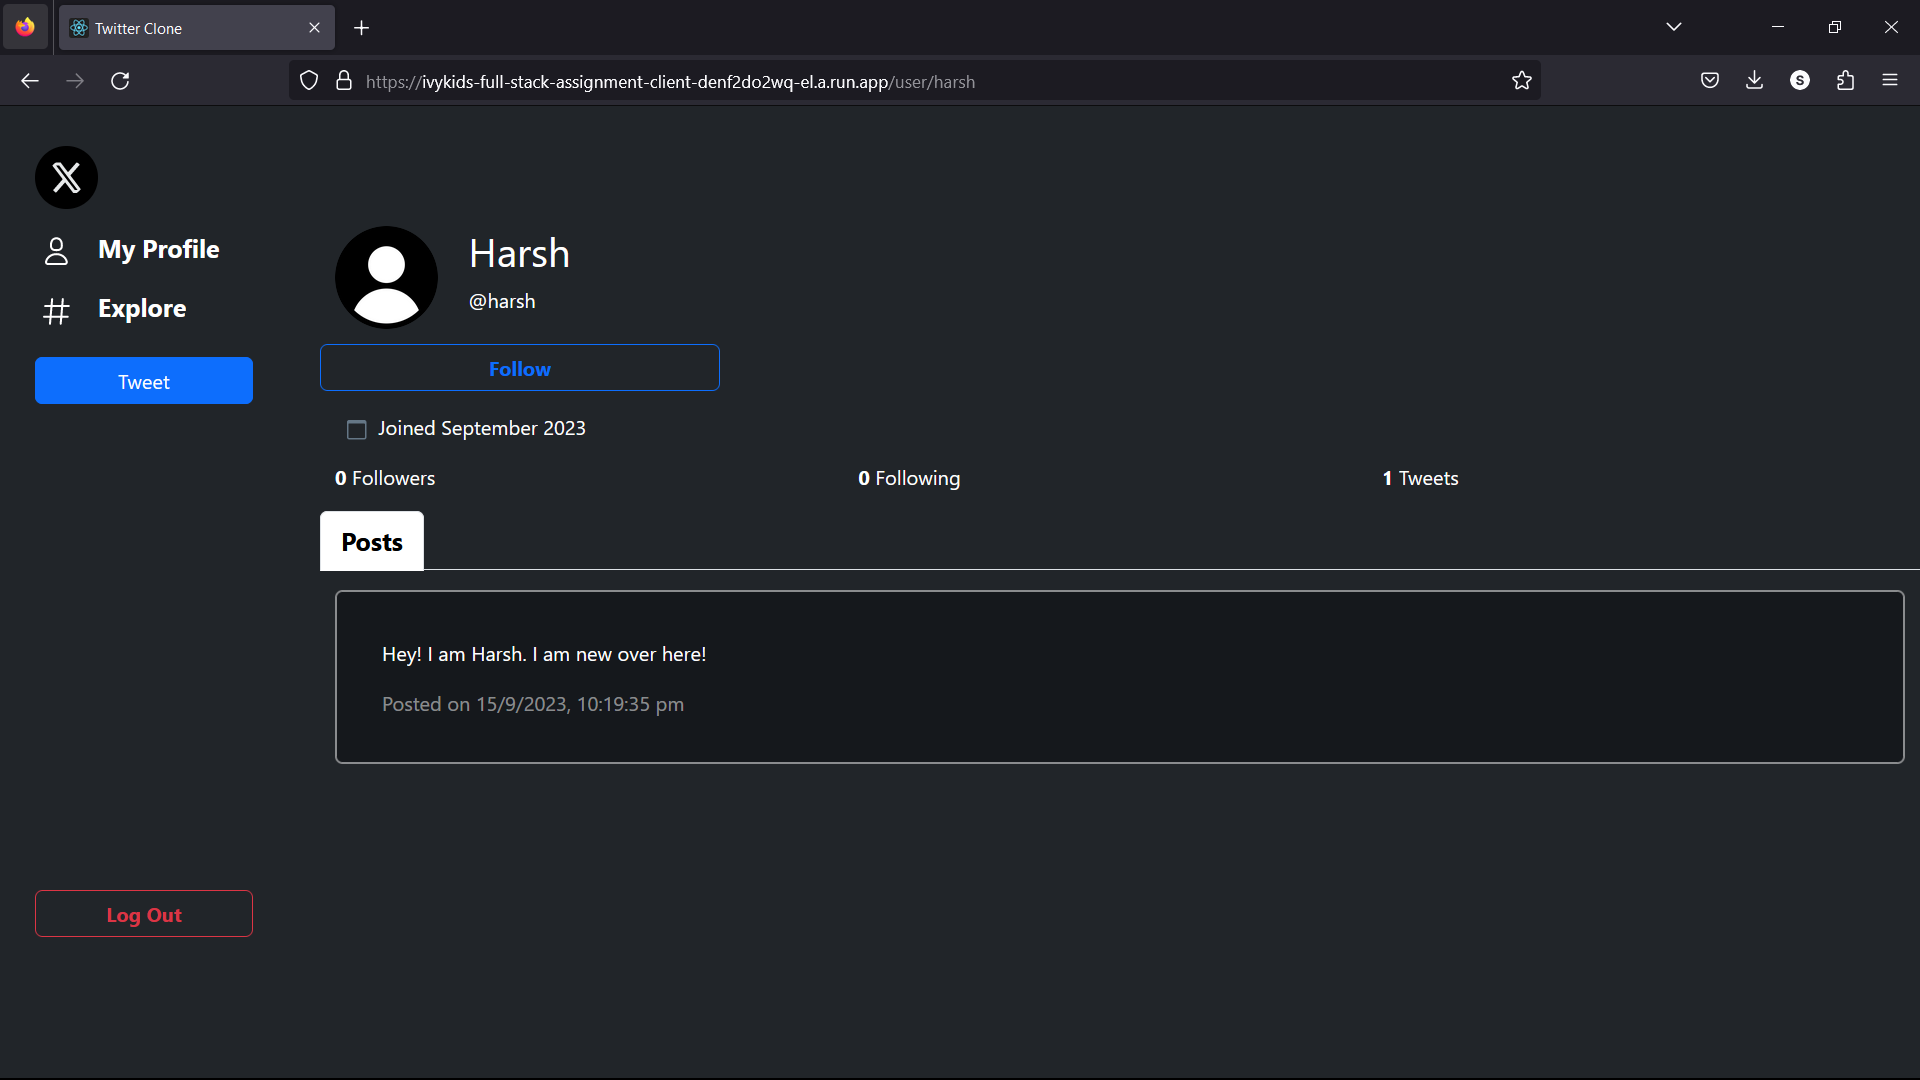 Twitter Clone
https://ivykids-full-stack-assignment-client-denf2do2wq-el.a.run.app/user/harsh
S
X
My Profile
Explore
Tweet
Harsh
@harsh
Follow
Joined September 2023
0 Followers 0 Following 1 Tweets
Posts
Hey! I am Harsh. I am new over here!
Posted on 15/9/2023, 10:19:35 pm
Log Out